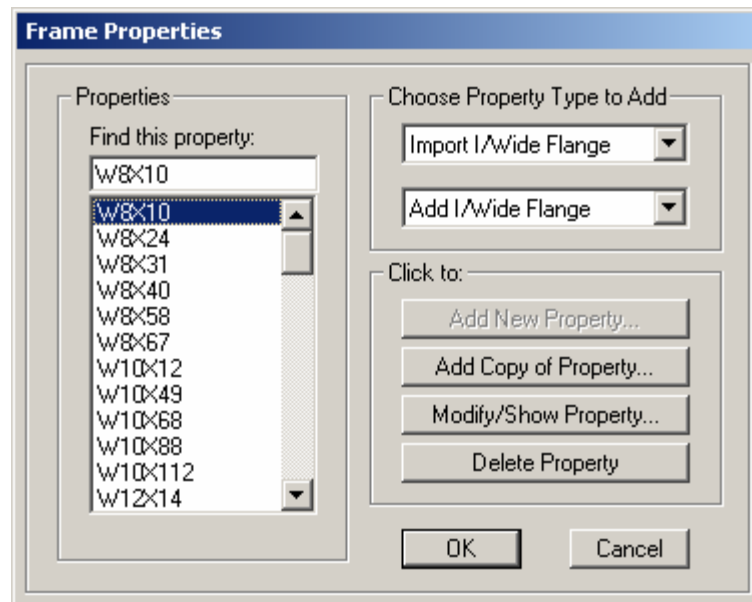 Frame Properties
Properties
Find this property:
W8X10
W8X10
W8X24
W8X31
W8X40
W8X58
W8X67
W10X12
W10X49
W10X68
W10X88
W10X112
W12X14
Choose Property Type to Add
Import I/Wide Flange
Add I/Wide Flange
Click to:
Add New Property...
Add Copy of Property...
Modify/Show Property...
Delete Property
OK
Cancel